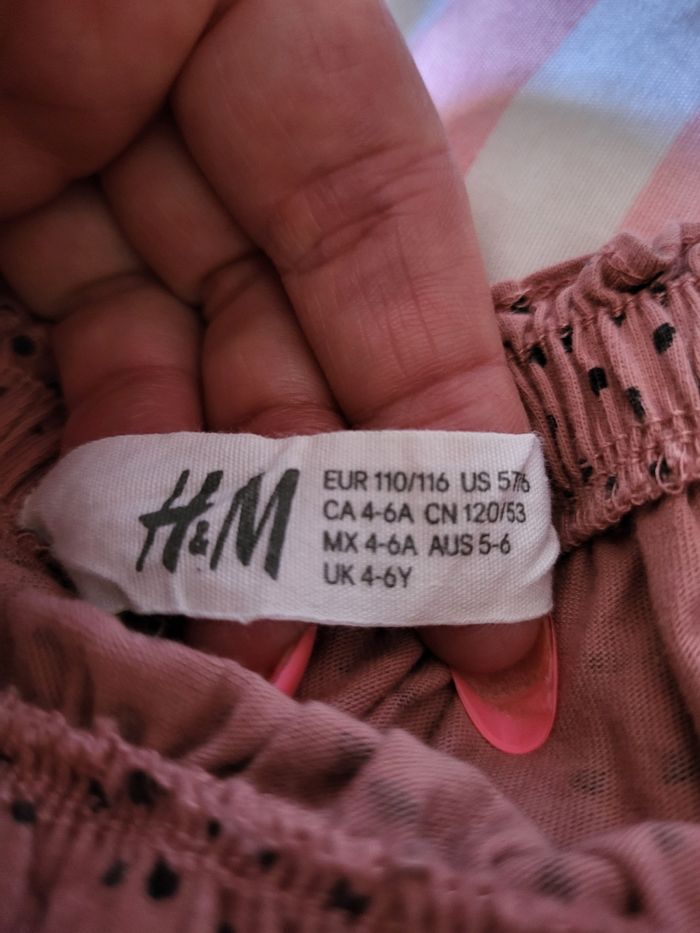 H&M
EUR 110/116 US 5-6
CA 4-6A CN 120/53
MX 4-6A AUS 5-6
UK 4-6Y